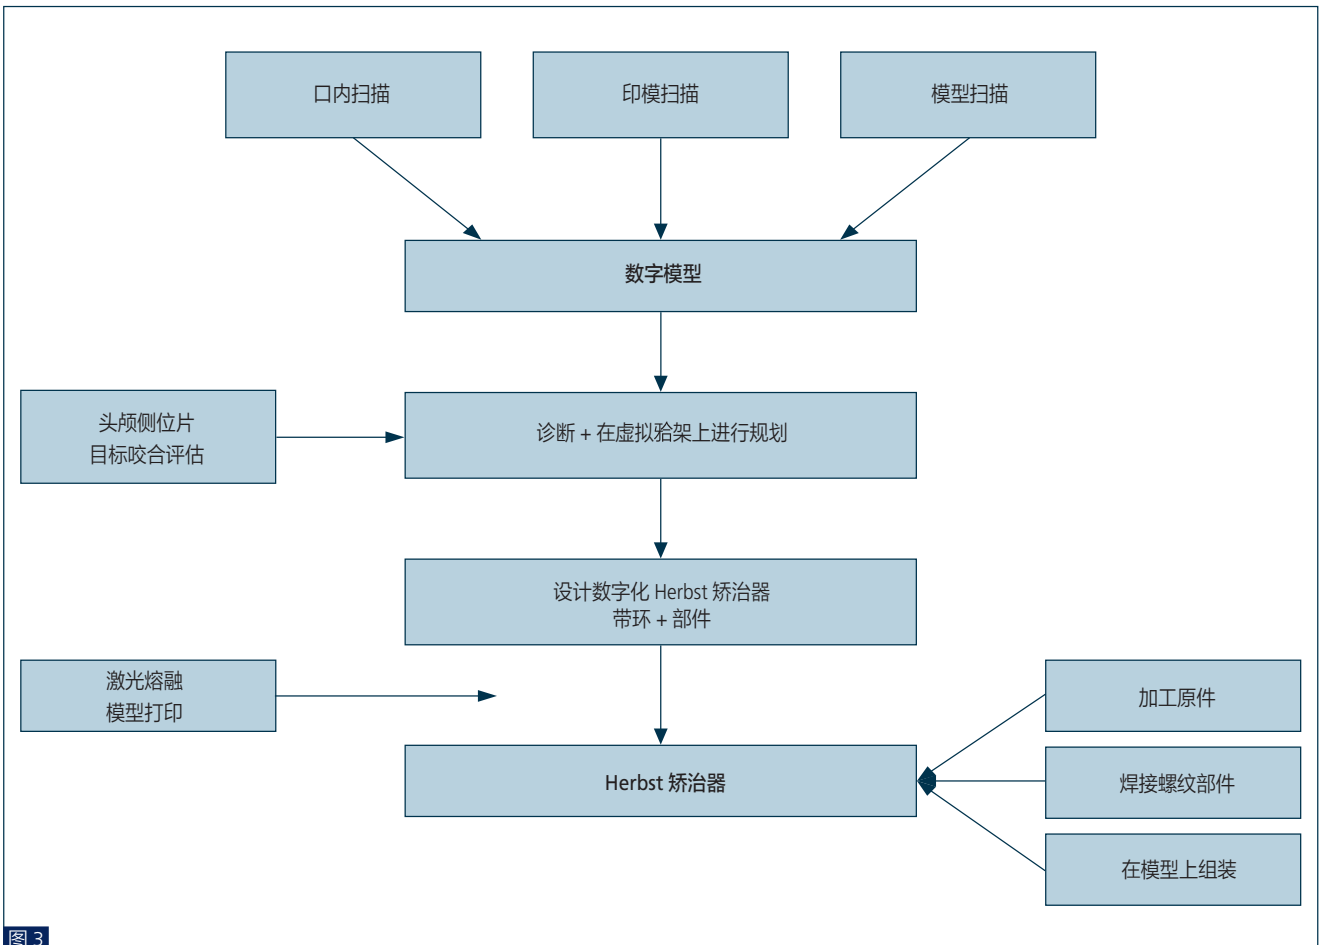 口内扫描
印模扫描
模型扫描
数字模型
头颅侧位片
目标咬合评估
诊断 + 在虚拟𬌗架上进行规划
设计数字化 Herbst 矫治器
带环 + 部件
激光熔融
模型打印
加工原件
Herbst 矫治器
焊接螺纹部件
在模型上组装
图 3